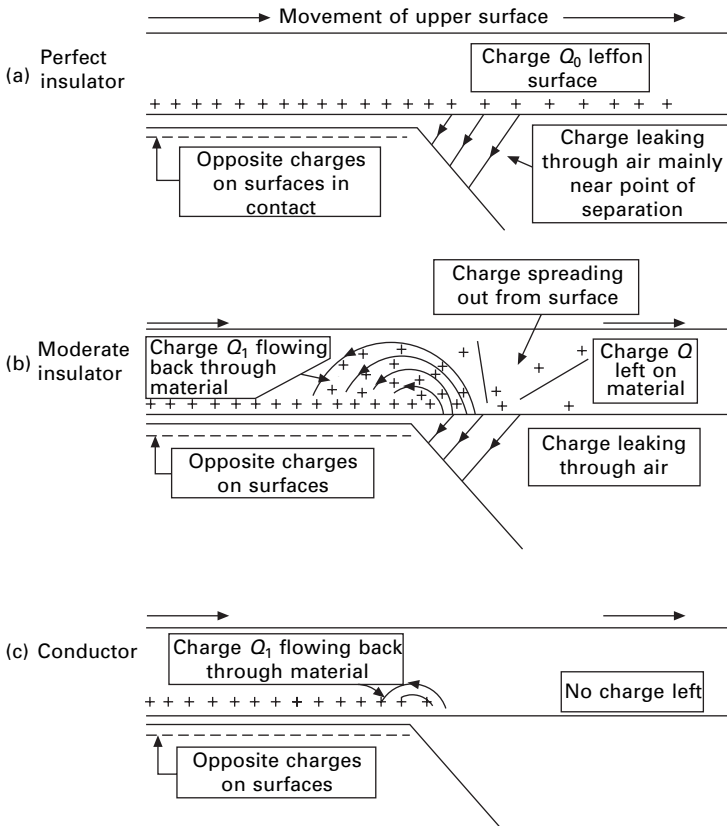 Movement of upper surface
(a) Perfect
insulator
Charge Q₀ leffon
surface
+ + + + + + + + + + + + + + + + + + + + + +
Opposite charges
on surfaces in
contact
Charge leaking
through air mainly
near point of
separation
Charge spreading
out from surface
(b) Moderate
insulator
Charge Q₁ flowing
back through
material
Charge Q
left on
material
Opposite charges
on surfaces
Charge leaking
through air
(c) Conductor
Charge Q₁ flowing back
through material
No charge left
Opposite charges
on surfaces